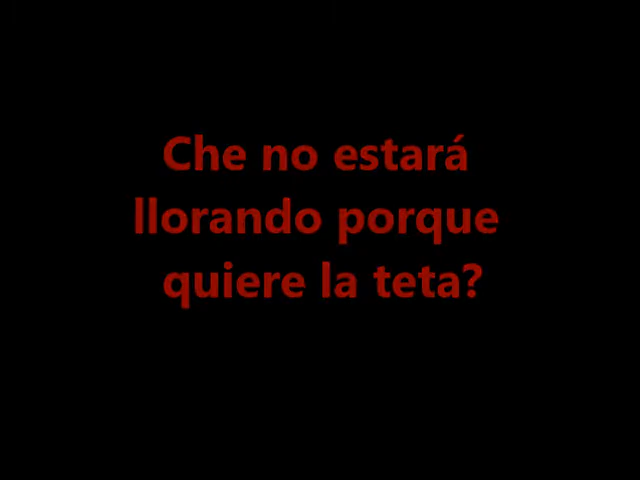 Che no estará
llorando porque
quiere la teta?